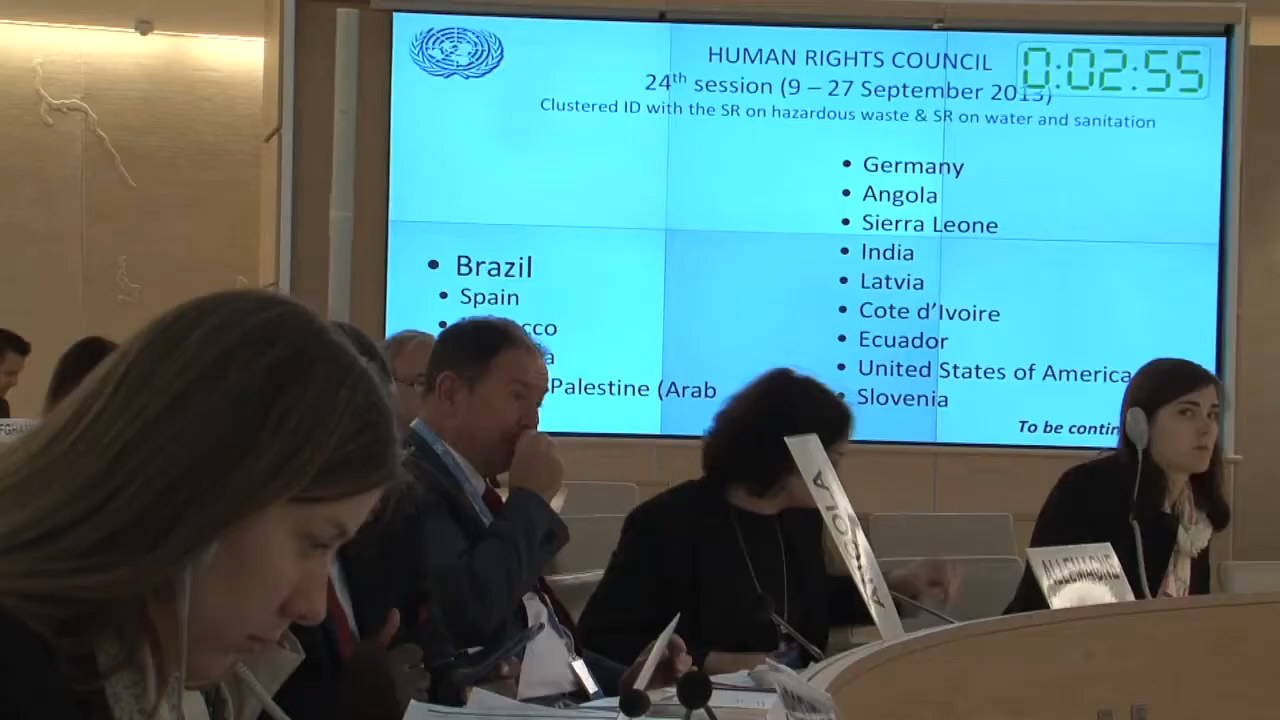 HUMAN RIGHTS COUNCIL
0:02:55
24th session (9 – 27 September 2013)
Clustered ID with the SR on hazardous waste & SR on water and sanitation
• Brazil
• Spain
cco
a
Palestine (Arab
• Germany
• Angola
• Sierra Leone
• India
• Latvia
• Cote d'Ivoire
• Ecuador
• United States of America
• Slovenia
To be contin
ANGOLA
ALLEMAGNE